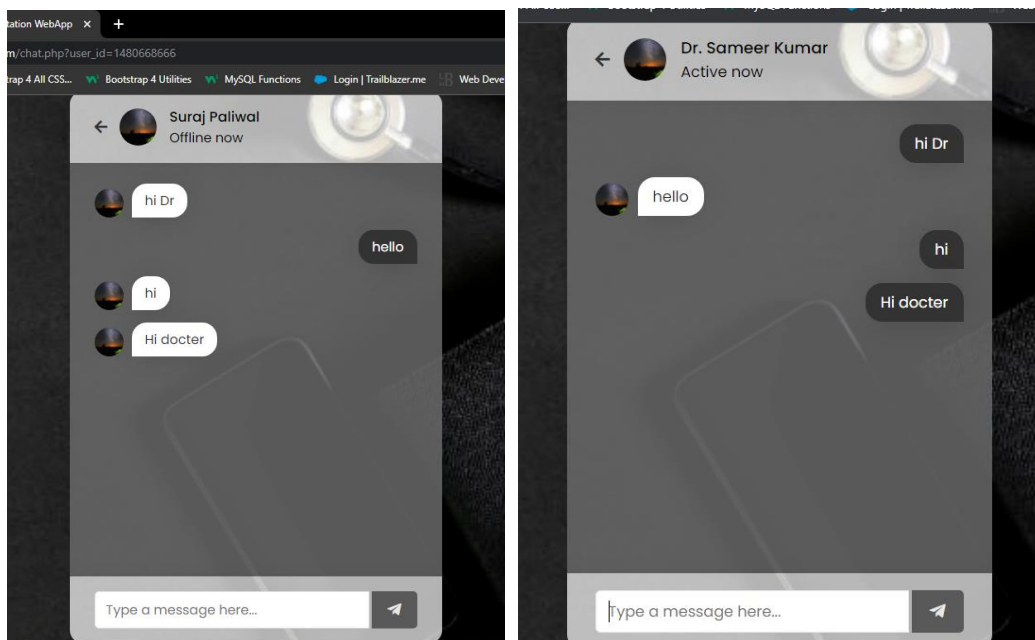 tation WebApp
m/chat.php?user_id=1480668666
trap 4 All CSS... Bootstrap 4 Utilities MySQL Functions Login | Trailblazer.me Web Deve
Suraj Paliwal
Offline now
hi Dr
hello
hi
Hi docter
Type a message here...
Dr. Sameer Kumar
Active now
hi Dr
hello
hi
Hi docter
Type a message here...